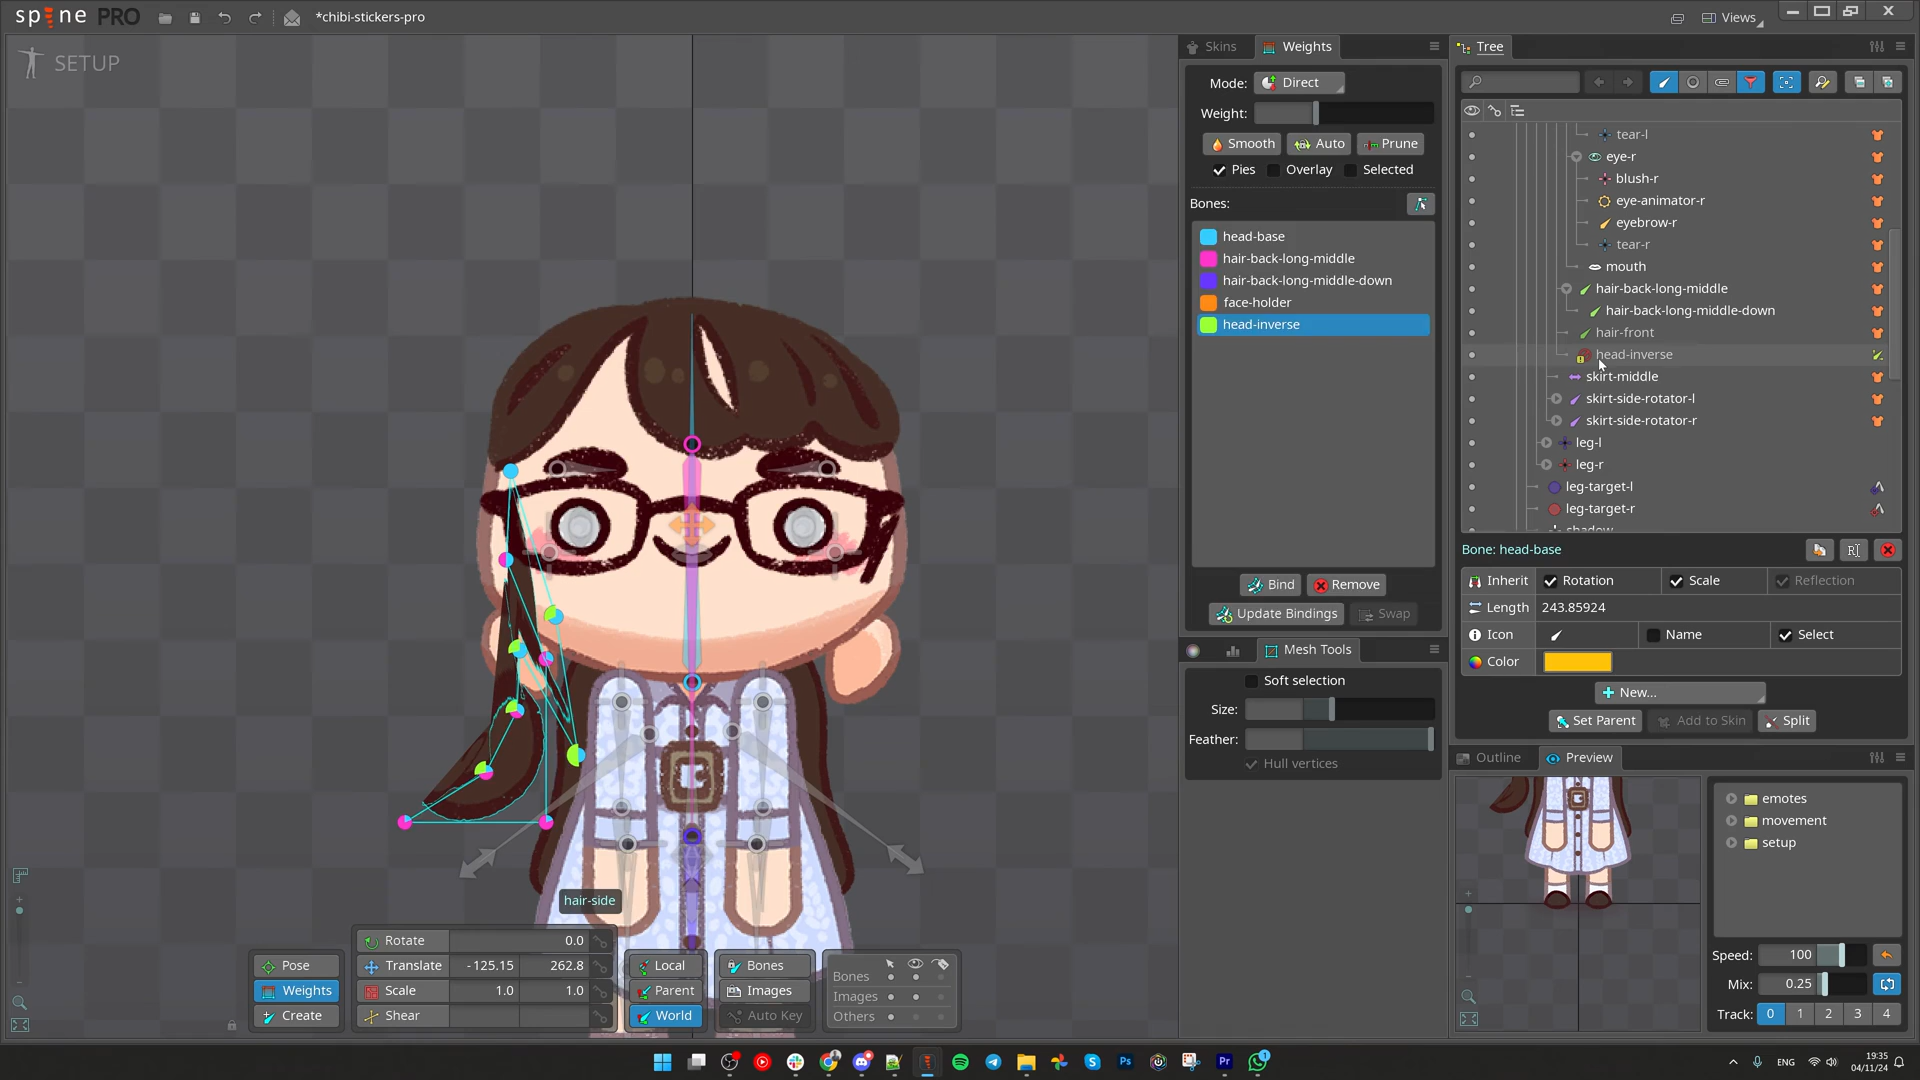 spine PRO
*chibi-stickers-pro
Views
SETUP
Skins
Weights
Mode:
Direct
Weight:
Smooth
Auto
Prune
Pies
Overlay
Selected
Bones:
head-base
hair-back-long-middle
hair-back-long-middle-down
face-holder
head-inverse
Bind
Remove
Update Bindings
Swap
Mesh Tools
Soft selection
Size:
Feather:
Hull vertices
Tree
tear-l
eye-r
blush-r
eye-animator-r
eyebrow-r
tear-r
mouth
hair-back-long-middle
hair-back-long-middle-down
hair-front
head-inverse
skirt-middle
skirt-side-rotator-l
skirt-side-rotator-r
leg-l
leg-r
leg-target-l
leg-target-r
shadow
Bone: head-base
Inherit
Rotation
Scale
Reflection
Length
243.85924
Icon
Name
Select
Color
New...
Set Parent
Add to Skin
Split
Outline
Preview
emotes
movement
setup
Speed:
100
Mix:
0.25
Track:
0
1
2
3
4
hair-side
Pose
Weights
Create
Rotate
0.0
Translate
-125.15
262.8
Scale
1.0
1.0
Shear
Local
Parent
World
Bones
Images
Auto Key
Bones
Images
Others
ENG
19:35
04/11/24